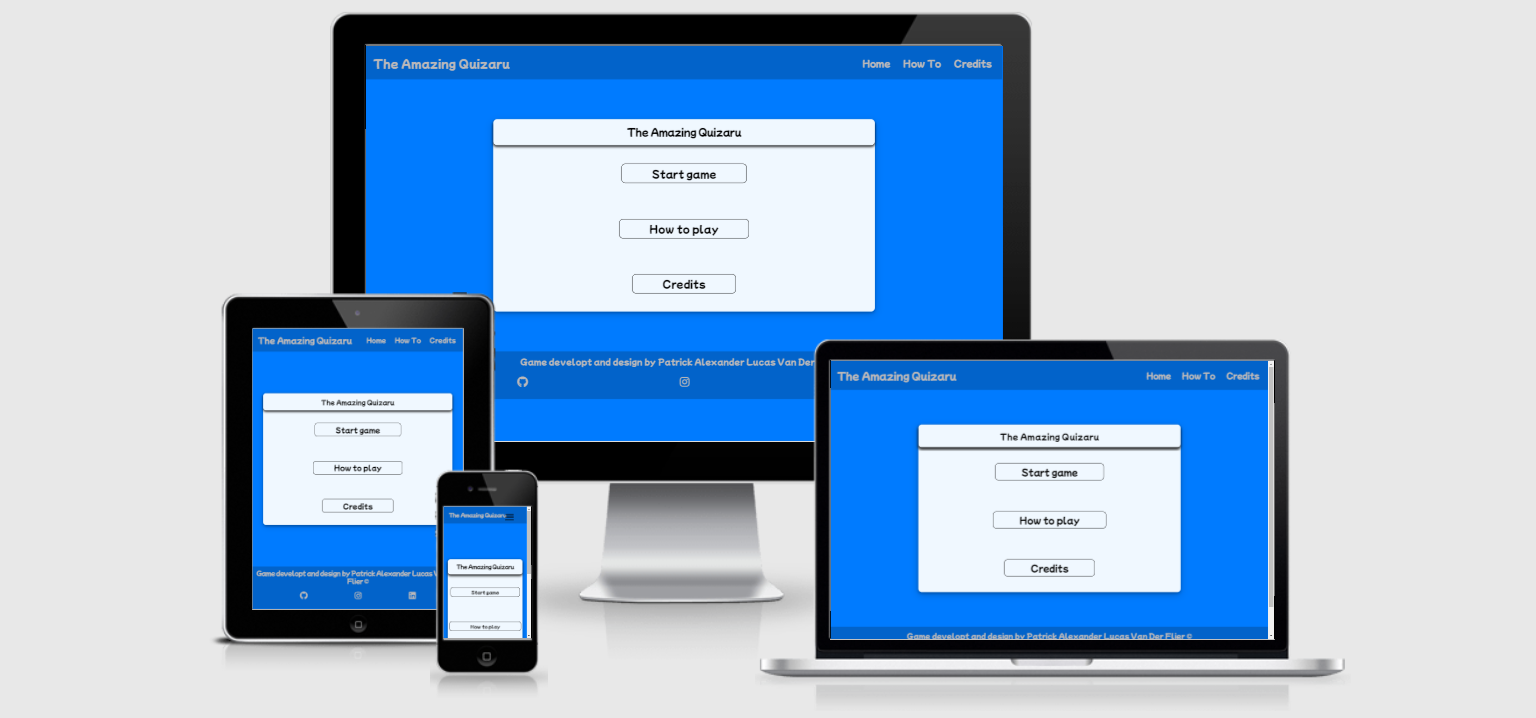 The Amazing Quizaru
Home How To Credits
The Amazing Quizaru
Start game
How to play
Credits
Game developt and design by Patrick Alexander Lucas Van Der
The Amazing Quizaru
Home How To Credits
The Amazing Quizaru
Start game
How to play
Credits
Game developt and design by Patrick Alexander Lucas
Flier ©
The Amazing Quizaru
The Amazing Quizaru
Start game
How to play
The Amazing Quizaru
Home How To Credits
The Amazing Quizaru
Start game
How to play
Credits
Game developt and design by Patrick Alexander Lucas Van Der Flier ©